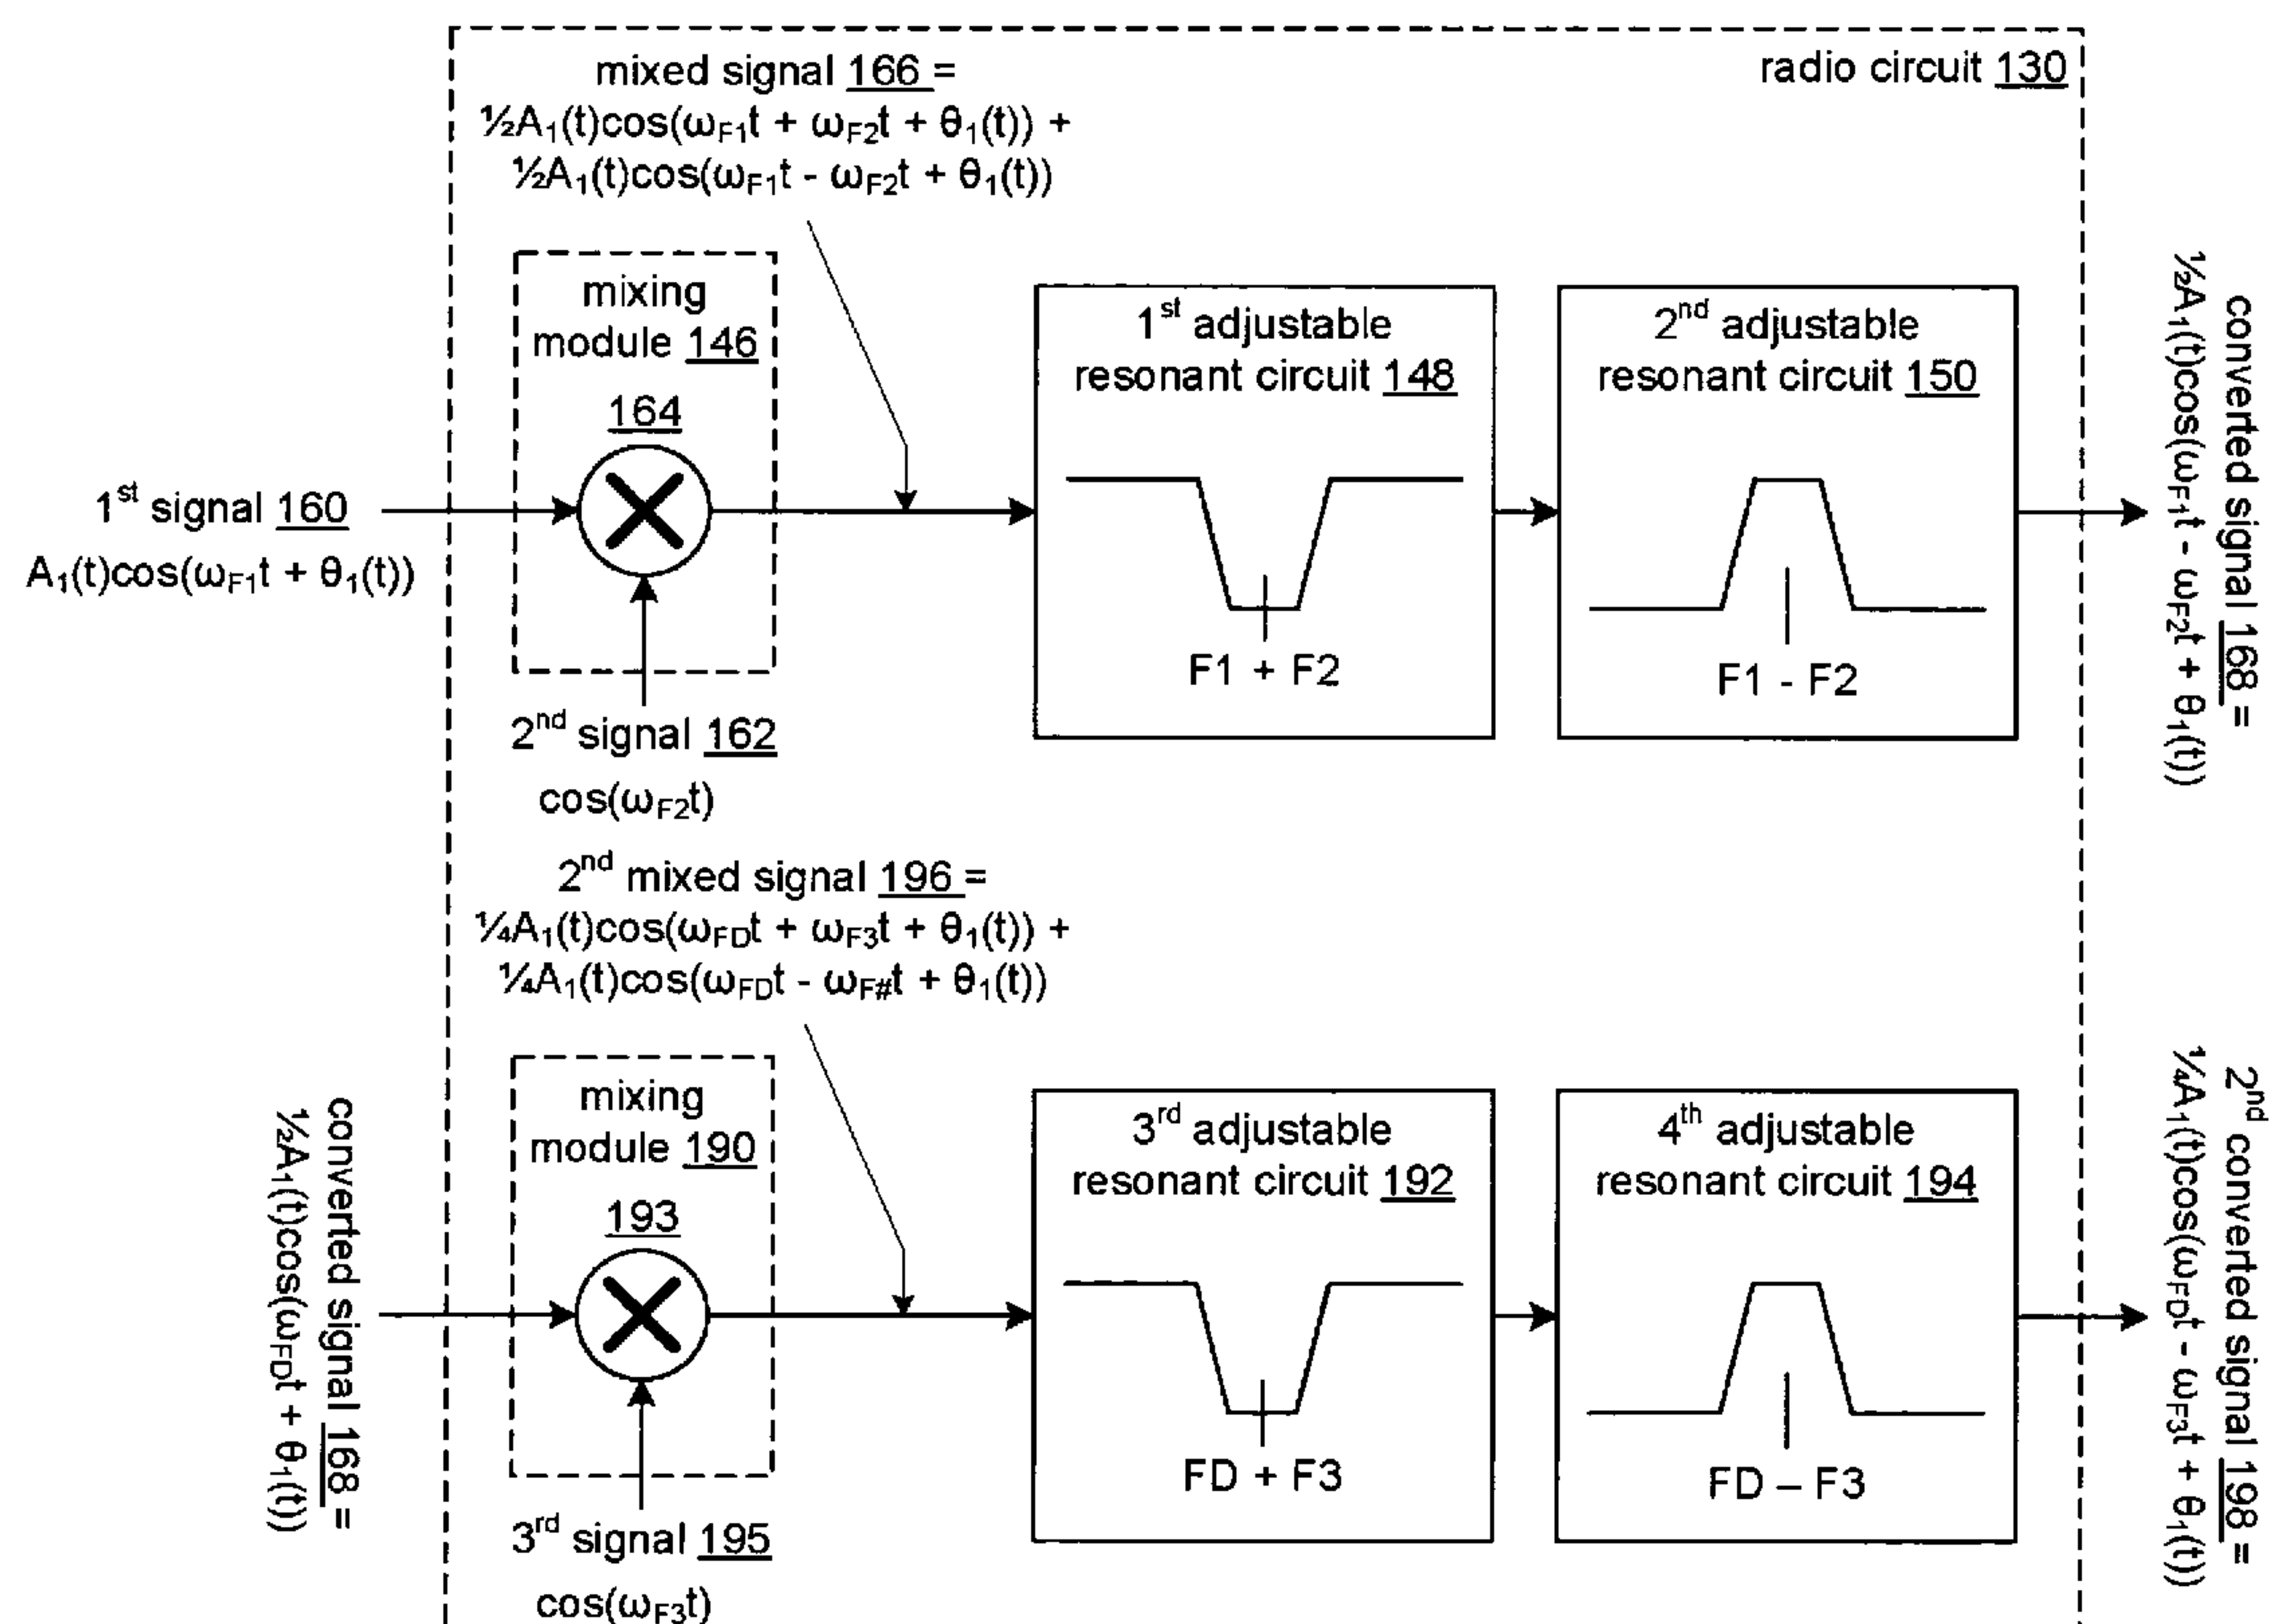 radio circuit 130
mixed signal 166 =
½A₁(t)cos(ω_F1t + ω_F2t + θ₁(t)) +
½A₁(t)cos(ω_F1t - ω_F2t + θ₁(t))
mixing
module 146
164
1st signal 160
A₁(t)cos(ω_F1t + θ₁(t))
2nd signal 162
cos(ω_F2t)
1st adjustable
resonant circuit 148
F1 + F2
2nd adjustable
resonant circuit 150
F1 - F2
converted signal 168 =
½A₁(t)cos(ω_F1t - ω_F2t + θ₁(t))
2nd mixed signal 196 =
¼A₁(t)cos(ω_FDt + ω_F3t + θ₁(t)) +
¼A₁(t)cos(ω_FDt - ω_F#t + θ₁(t))
mixing
module 190
193
converted signal 168 =
½A₁(t)cos(ω_FDt + θ₁(t))
3rd signal 195
cos(ω_F3t)
3rd adjustable
resonant circuit 192
FD + F3
4th adjustable
resonant circuit 194
FD – F3
2nd converted signal 198 =
¼A₁(t)cos(ω_FDt - ω_F3t + θ₁(t))